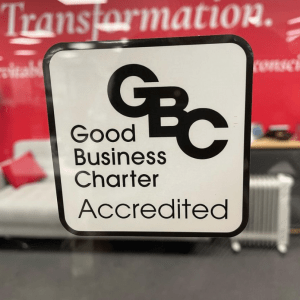 Transformation.
GBC
Good
Business
Charter
Accredited